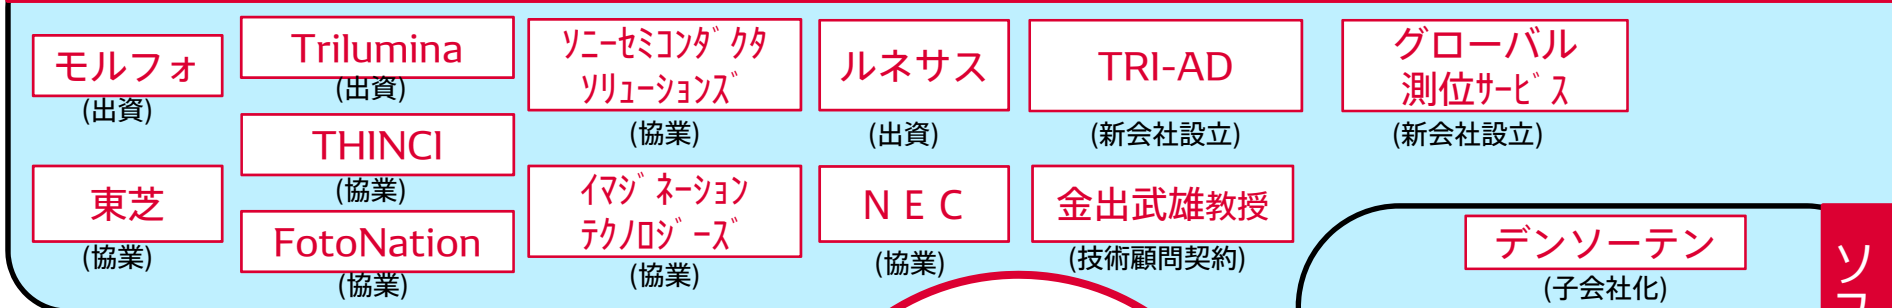 モルフォ
(出資)
東芝
(協業)
Trilumina
(出資)
THINCI
(協業)
FotoNation
(協業)
ｿﾆｰｾﾐｺﾝﾀﾞｸﾀ
ｿﾘｭｰｼｮﾝｽﾞ
(協業)
ｲﾏｼﾞﾈｰｼｮﾝ
ﾃｸﾉﾛｼﾞｰｽﾞ
(協業)
ルネサス
(出資)
ＮＥＣ
(協業)
TRI-AD
(新会社設立)
金出武雄教授
(技術顧問契約)
グローバル
測位ｻｰﾋﾞｽ
(新会社設立)
デンソーテン
(子会社化)
ソ